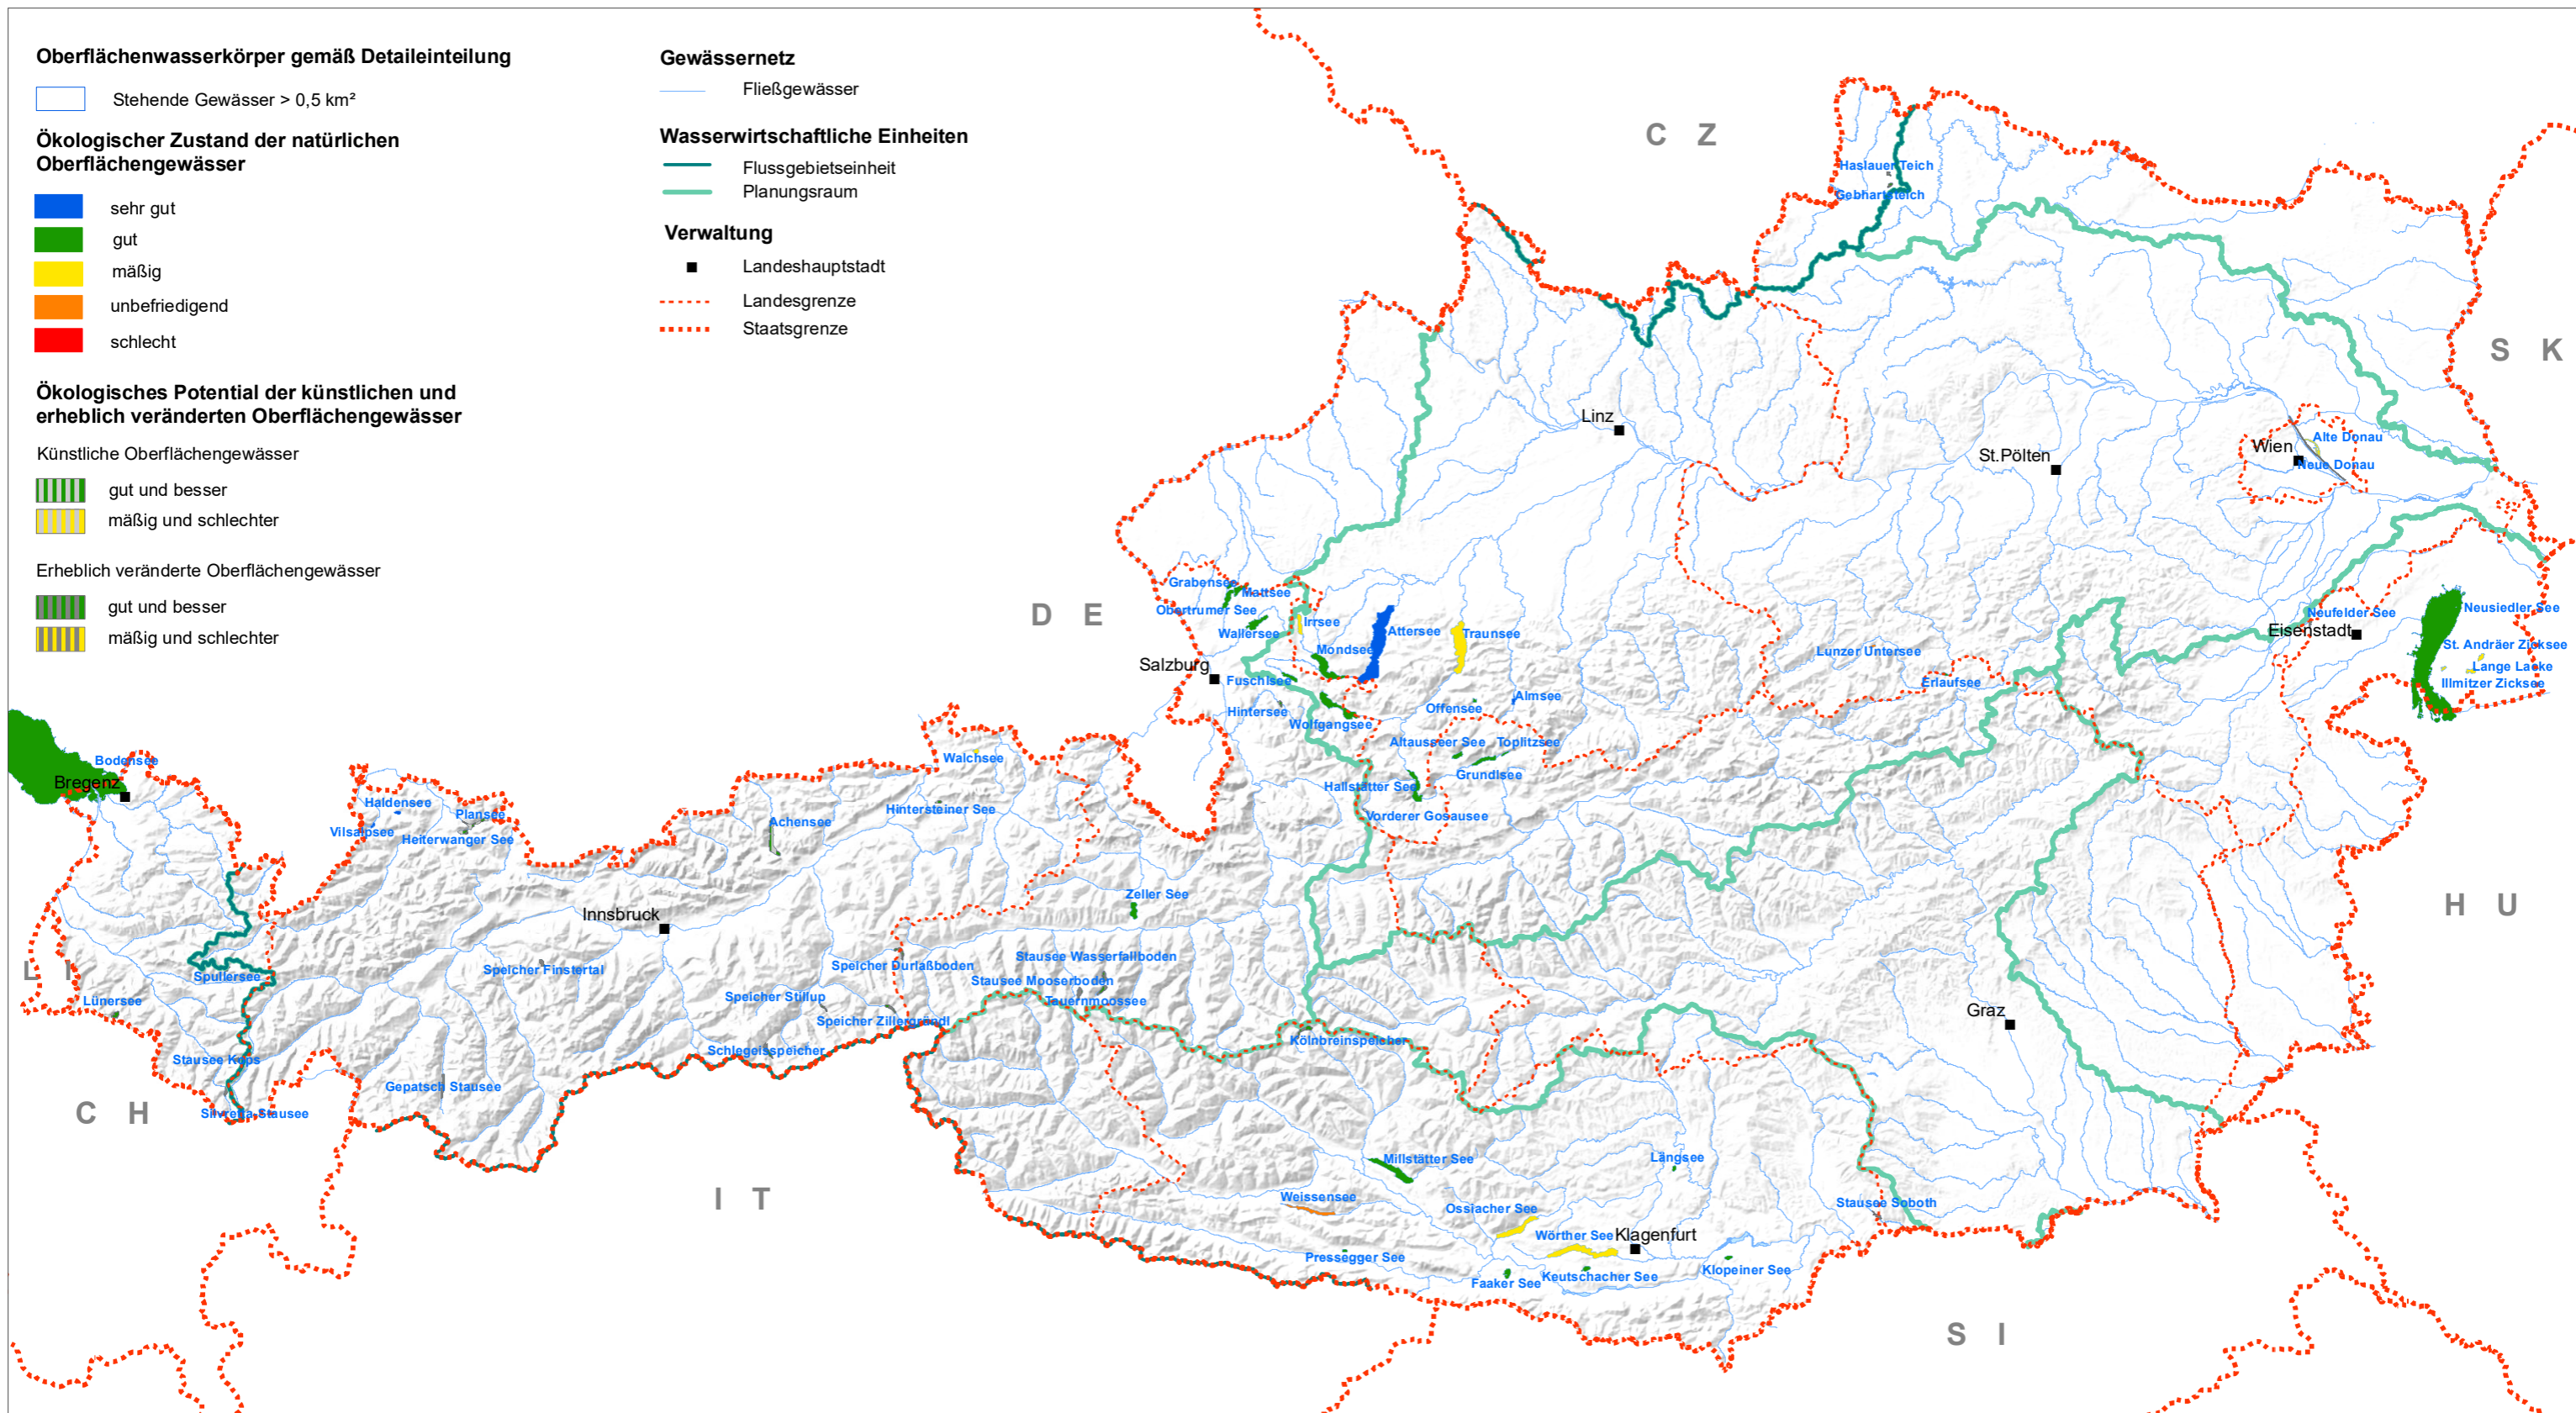 Oberflächenwasserkörper gemäß Detaileinteilung
Stehende Gewässer > 0,5 km²
Ökologischer Zustand der natürlichen
Oberflächengewässer
sehr gut
gut
mäßig
unbefriedigend
schlecht
Ökologisches Potential der künstlichen und
erheblich veränderten Oberflächengewässer
Künstliche Oberflächengewässer
gut und besser
mäßig und schlechter
Erheblich veränderte Oberflächengewässer
gut und besser
mäßig und schlechter
Gewässernetz
Fließgewässer
Wasserwirtschaftliche Einheiten
Flussgebietseinheit
Planungsraum
Verwaltung
Landeshauptstadt
Landesgrenze
Staatsgrenze
C Z
Haslauer Teich
Gebhartsteich
S K
Linz
St.Pölten
Wien
Alte Donau
Neue Donau
D E
Grabensee
Mattsee
Obertrumer See
Wallersee
Irrsee
Attersee
Traunsee
Mondsee
Salzburg
Fuschlsee
Hintersee
Wolfgangsee
Offensee
Almsee
Altausseer See
Toplitzsee
Grundlsee
Hallstätter See
Vorderer Gosausee
Lunzer Untersee
Erlaufsee
Neufelder See
Eisenstadt
Neusiedler See
St. Andräer Zicksee
Lange Lacke
Illmitzer Zicksee
Bodensee
Bregenz
Walchsee
Haldensee
Plansee
Vilsalpsee
Heiterwanger See
Achensee
Hintersteiner See
Zeller See
Innsbruck
H U
L I
Spullersee
Lünersee
Speicher Finstertal
Speicher Durlaßboden
Stausee Wasserfallboden
Stausee Mooserboden
Tauernmoossee
Speicher Stillup
Speicher Zillergründl
Schlegeisspeicher
Kölnbreinspeicher
Graz
Stausee Kops
Gepatsch Stausee
Silvretta-Stausee
C H
I T
Millstätter See
Längsee
Weissensee
Ossiacher See
Stausee Soboth
Wörther See
Klagenfurt
Pressegger See
Faaker See
Keutschacher See
Klopeiner See
S I